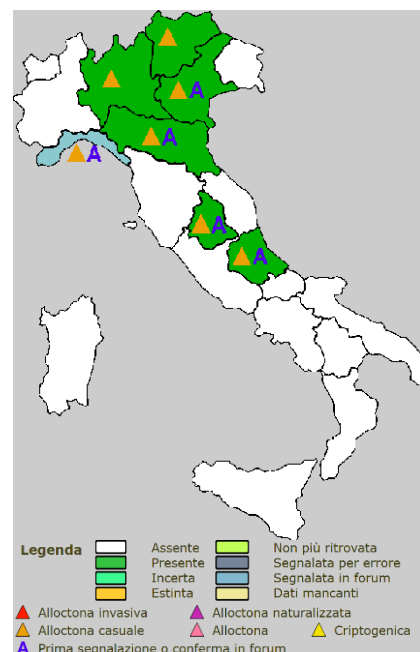 A
A
A
A
A
Legenda
Assente
Presente
Incerta
Estinta
Non più ritrovata
Segnalata per errore
Segnalata in forum
Dati mancanti
Alloctona invasiva
Alloctona naturalizzata
Alloctona casuale
Alloctona
Criptogenica
A Prima segnalazione o conferma in forum